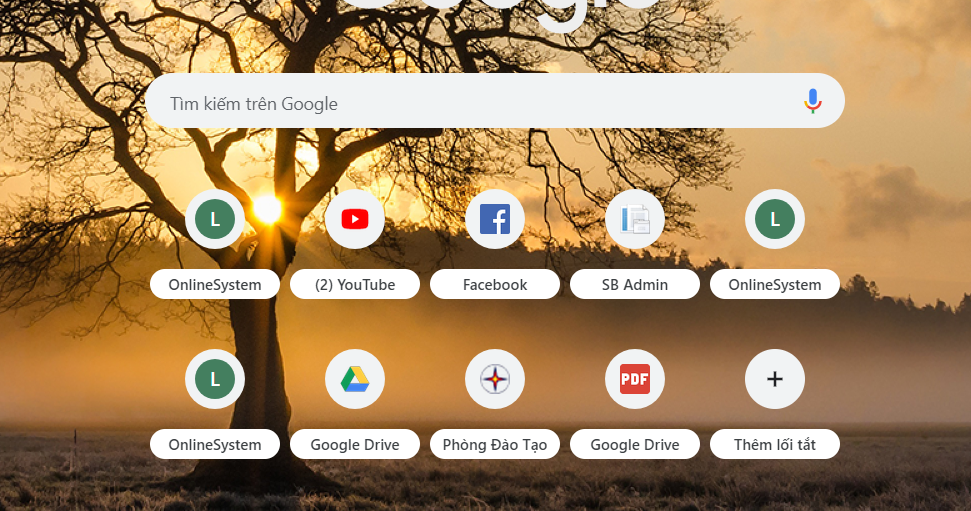 Google
Tìm kiếm trên Google
L
L
OnlineSystem
(2) YouTube
Facebook
SB Admin
OnlineSystem
L
PDF
OnlineSystem
Google Drive
Phòng Đào Tạo
Google Drive
Thêm lối tắt